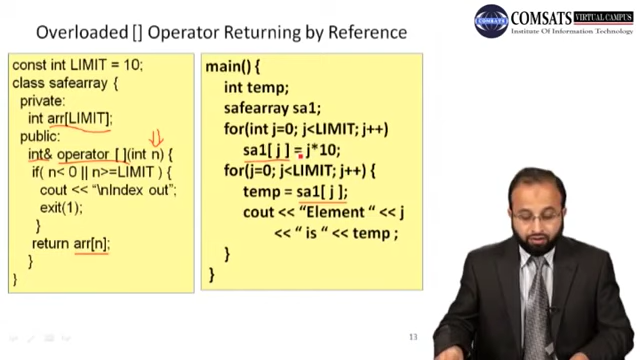 Overloaded [] Operator Returning by Reference
COMSATS VIRTUAL CAMPUS
Institute Of Information Technology
const int LIMIT = 10;
class safearray {
private:
int arr[LIMIT];
public:
int& operator [ ](int n) {
if( n< 0 || n>=LIMIT ) {
cout << “\nIndex out”;
exit(1);
}
return arr[n];
}
}
main() {
int temp;
safearray sa1;
for(int j=0; j<LIMIT; j++)
sa1[ j ] = j*10;
for(j=0; j<LIMIT; j++) {
temp = sa1[ j ];
cout << “Element “ << j
<< “ is “ << temp ;
}
}
13